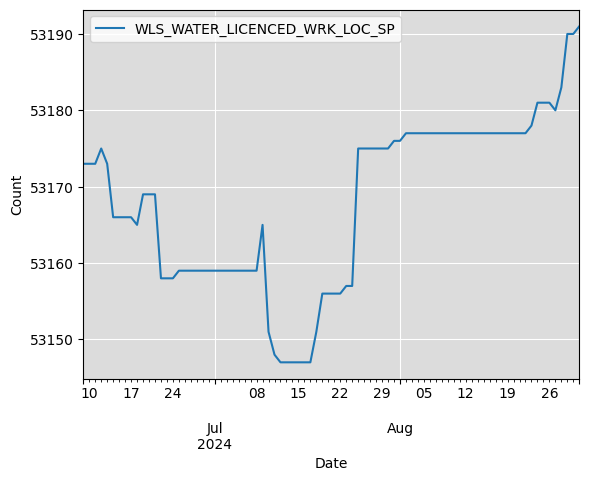 WLS_WATER_LICENCED_WRK_LOC_SP
53190
53180
53170
53160
53150
Count
10 17 24 08 15 22 29 05 12 19 26
Jul Aug
2024
Date